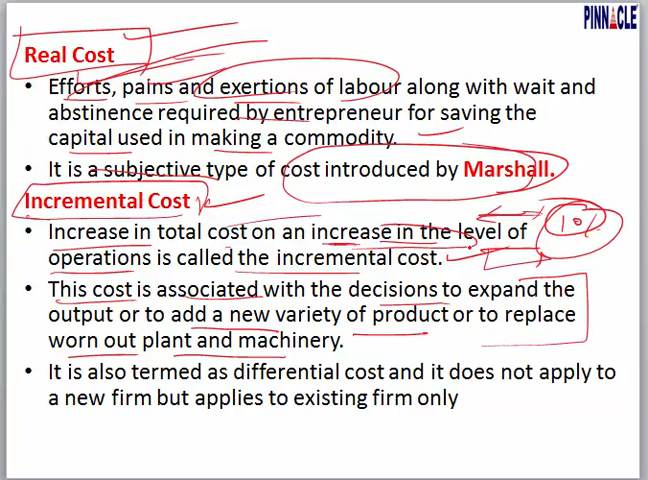 PINNACLE
Real Cost
• Efforts, pains and exertions of labour along with wait and
abstinence required by entrepreneur for saving the
capital used in making a commodity.
• It is a subjective type of cost introduced by Marshall.
Incremental Cost
• Increase in total cost on an increase in the level of
operations is called the incremental cost.
10%
• This cost is associated with the decisions to expand the
output or to add a new variety of product or to replace
worn out plant and machinery.
• It is also termed as differential cost and it does not apply to
a new firm but applies to existing firm only